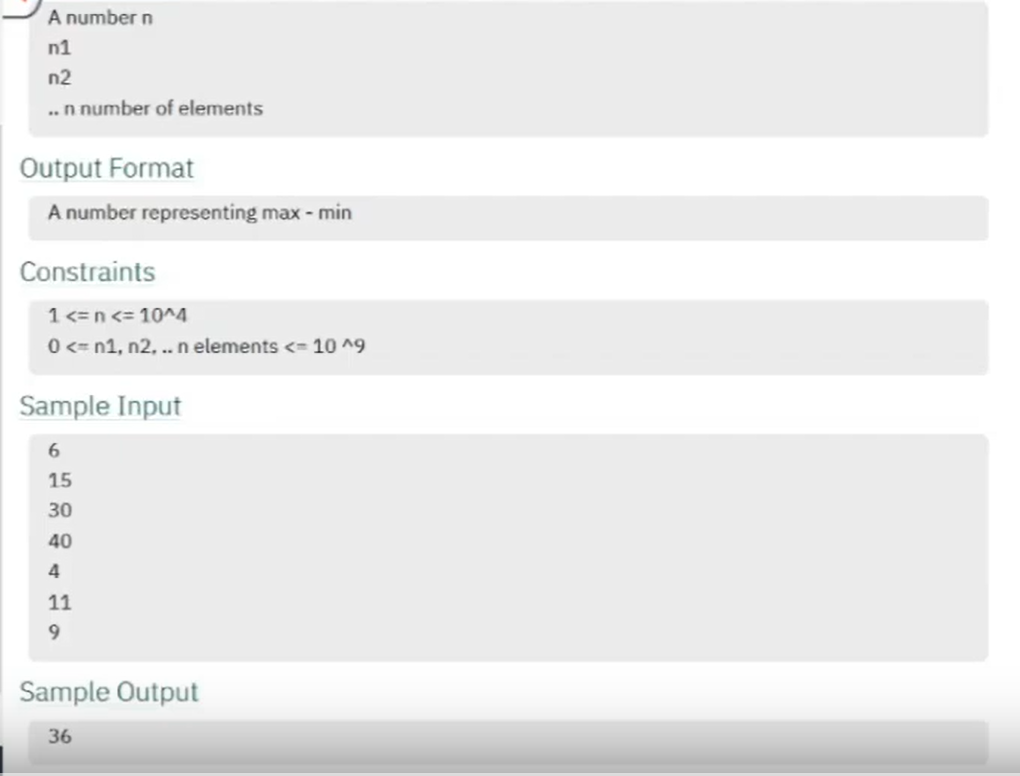 A number n
n1
n2
.. n number of elements
Output Format
A number representing max - min
Constraints
1 <= n <= 10^4
0 <= n1, n2, .. n elements <= 10 ^9
Sample Input
6
15
30
40
4
11
9
Sample Output
36